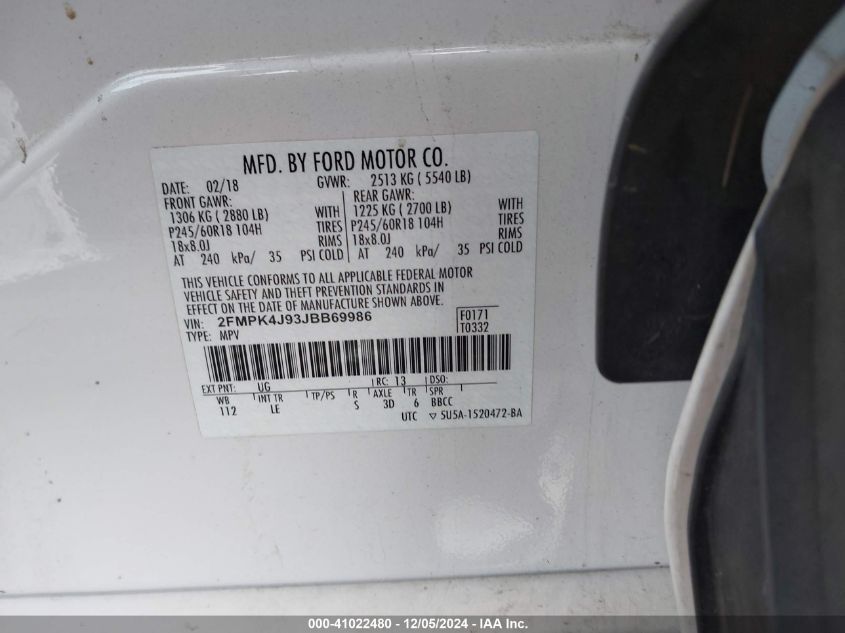 MFD. BY FORD MOTOR CO.
DATE: 02/18 GVWR: 2513 KG ( 5540 LB)
FRONT GAWR: REAR GAWR:
1306 KG ( 2880 LB) WITH 1225 KG ( 2700 LB) WITH
P245/60R18 104H TIRES P245/60R18 104H TIRES
18x8.0J RIMS 18x8.0J RIMS
AT 240 kPa/ 35 PSI COLD AT 240 kPa/ 35 PSI COLD
THIS VEHICLE CONFORMS TO ALL APPLICABLE FEDERAL MOTOR
VEHICLE SAFETY AND THEFT PREVENTION STANDARDS IN
EFFECT ON THE DATE OF MANUFACTURE SHOWN ABOVE.
VIN: 2FMPK4J93JBB69986 F0171
TYPE: MPV T0332
EXT PNT: UG RC: 13 DSO:
WB INT TR TP/PS R AXLE TR SPR
112 LE S 3D 6 BBCC
UTC ▽ 5U5A-1520472-BA
000-41022480 - 12/05/2024 - IAA Inc.